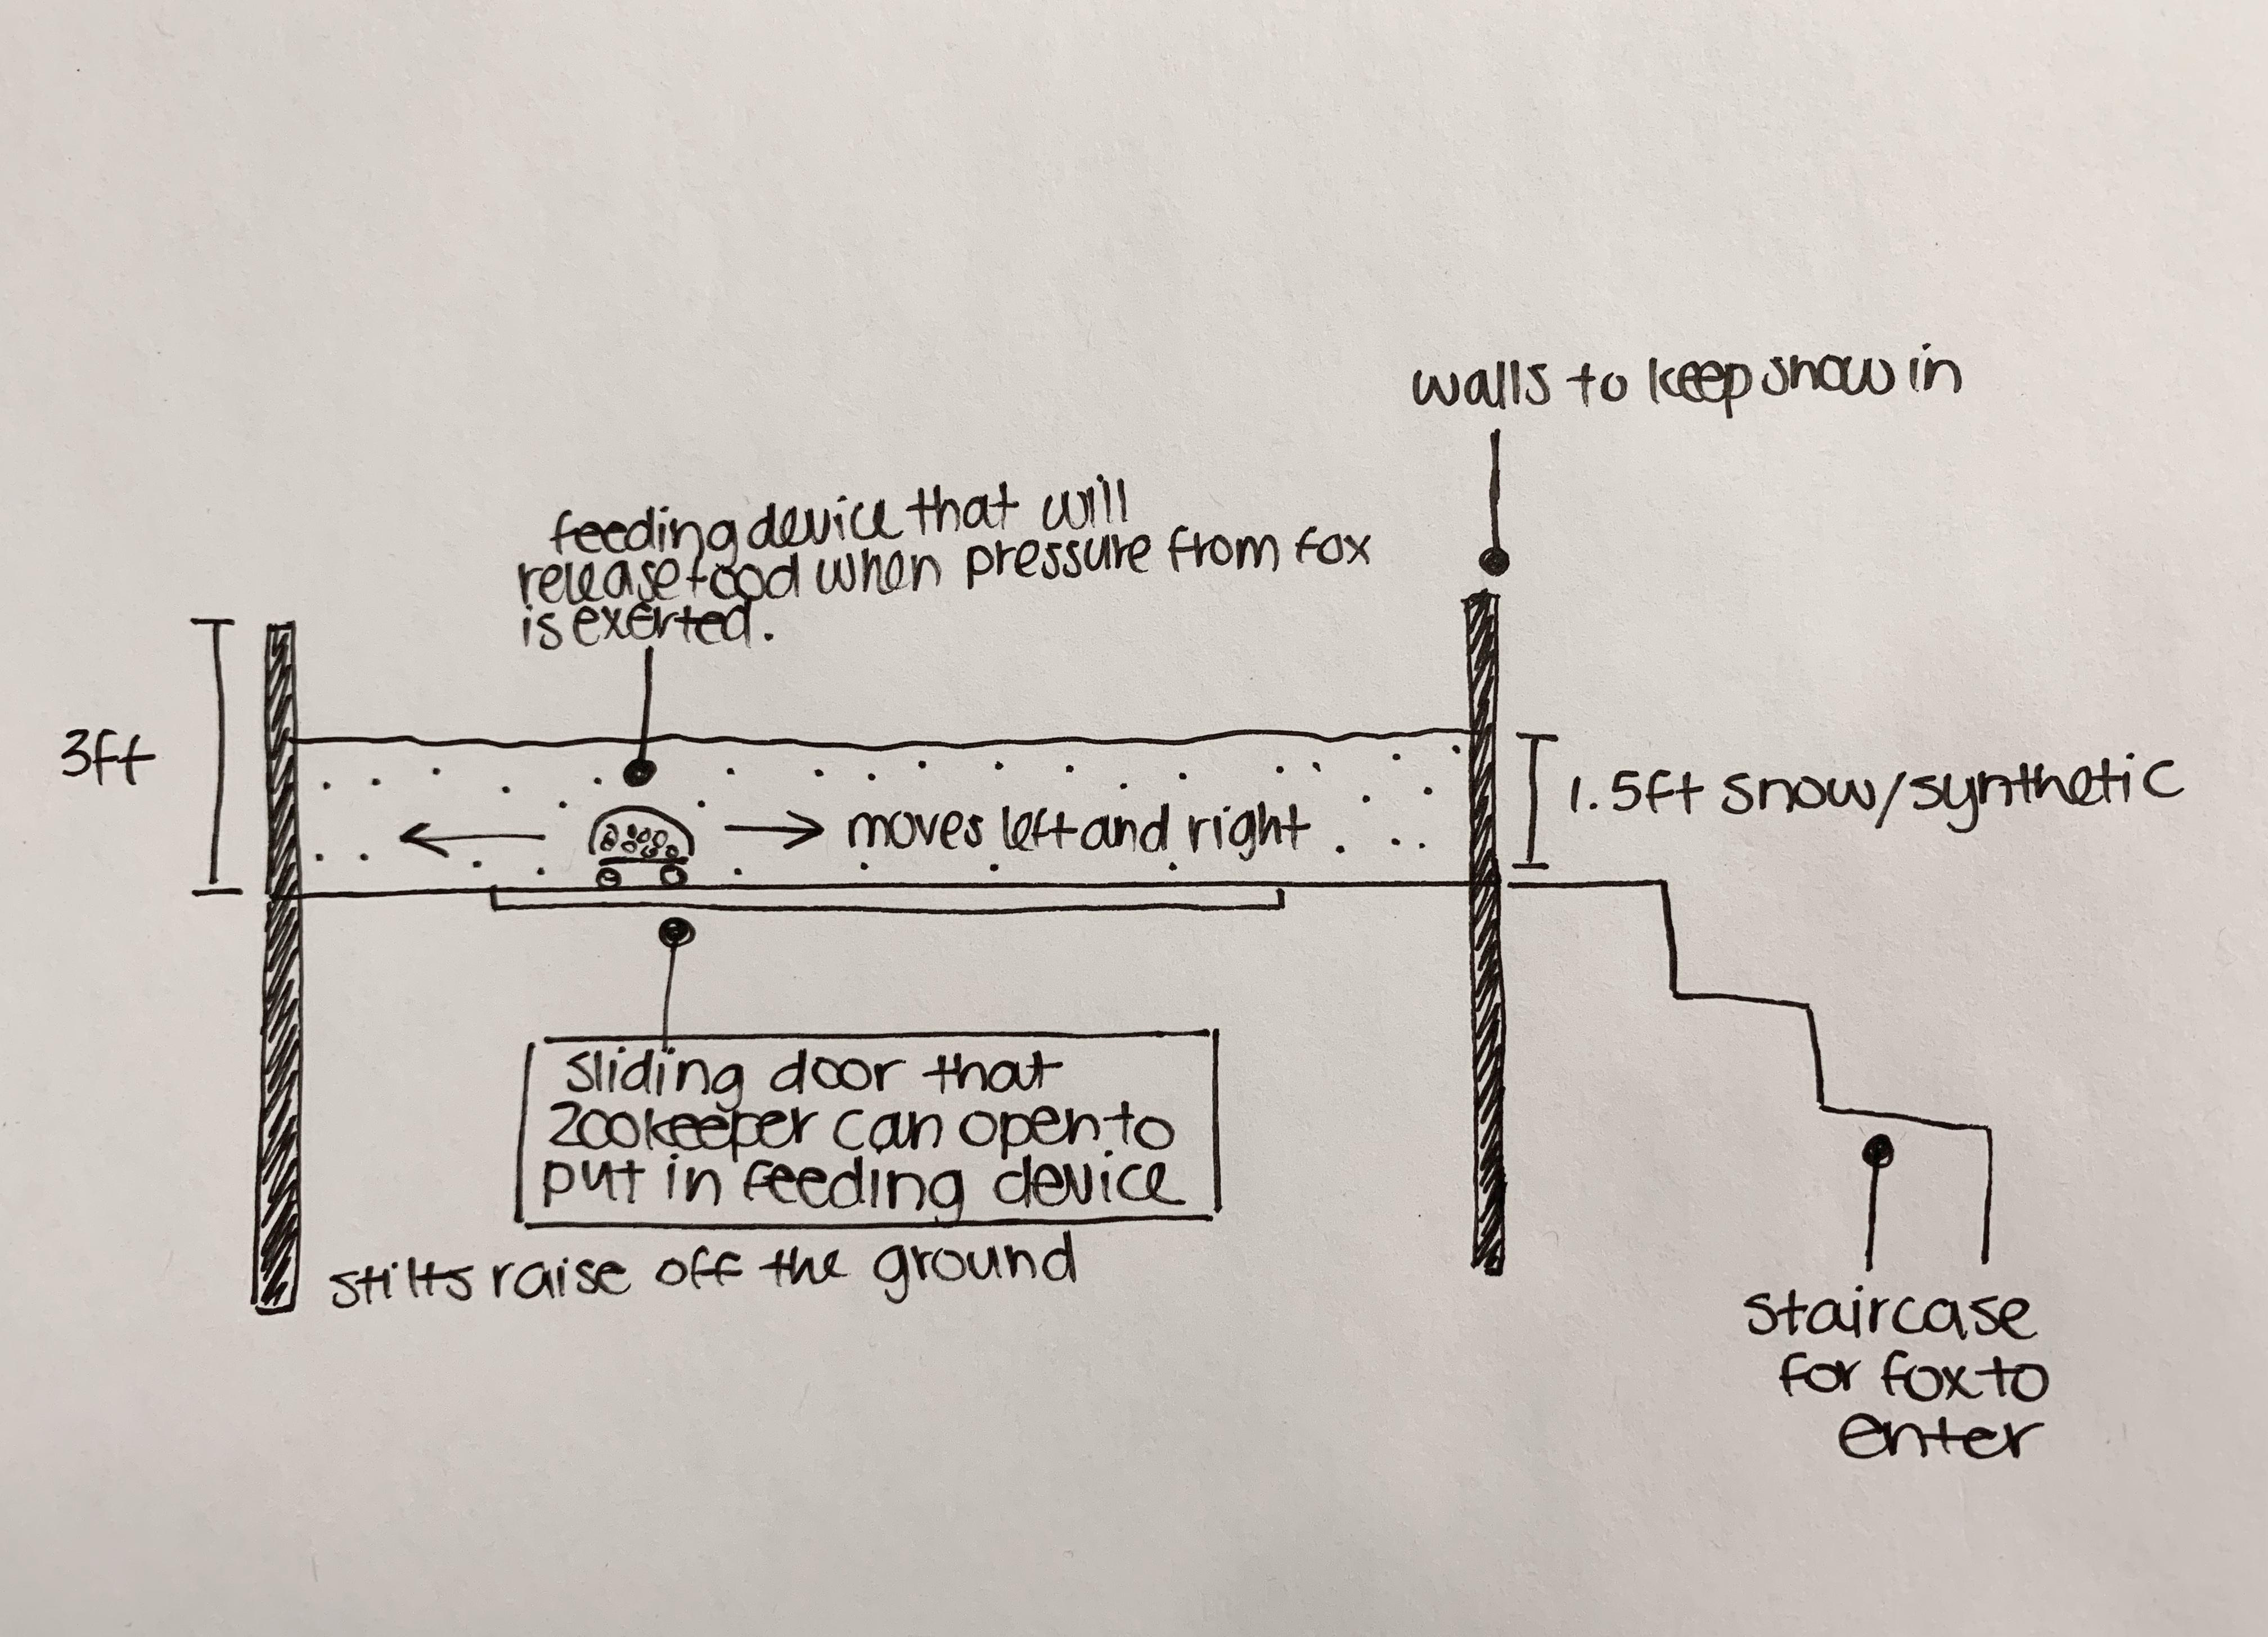 walls to keep snow in
feeding device that will
release food when pressure from fox
is exerted.
3ft
moves left and right
1.5ft snow/synthetic
sliding door that
zookeeper can open to
put in feeding device
stilts raise off the ground
staircase
for fox to
enter